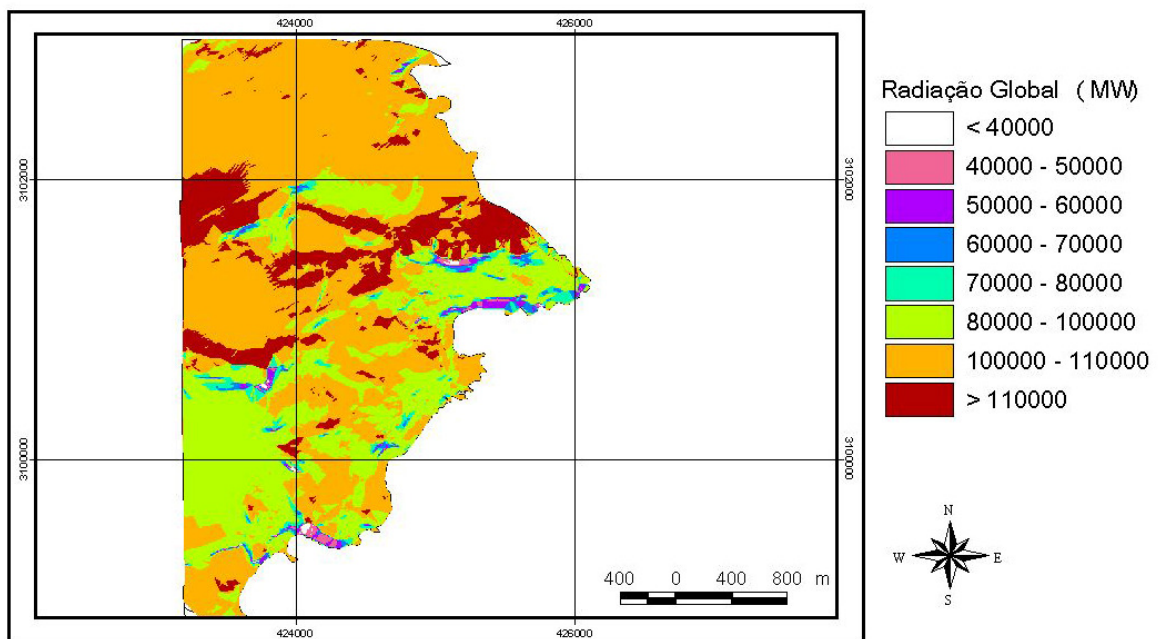 424000 426000
Radiação Global ( MW)
< 40000
40000 - 50000
50000 - 60000
60000 - 70000
70000 - 80000
80000 - 100000
100000 - 110000
> 110000
3102000 3102000
3100000 3100000
N
W E
S
400 0 400 800 m
424000 426000